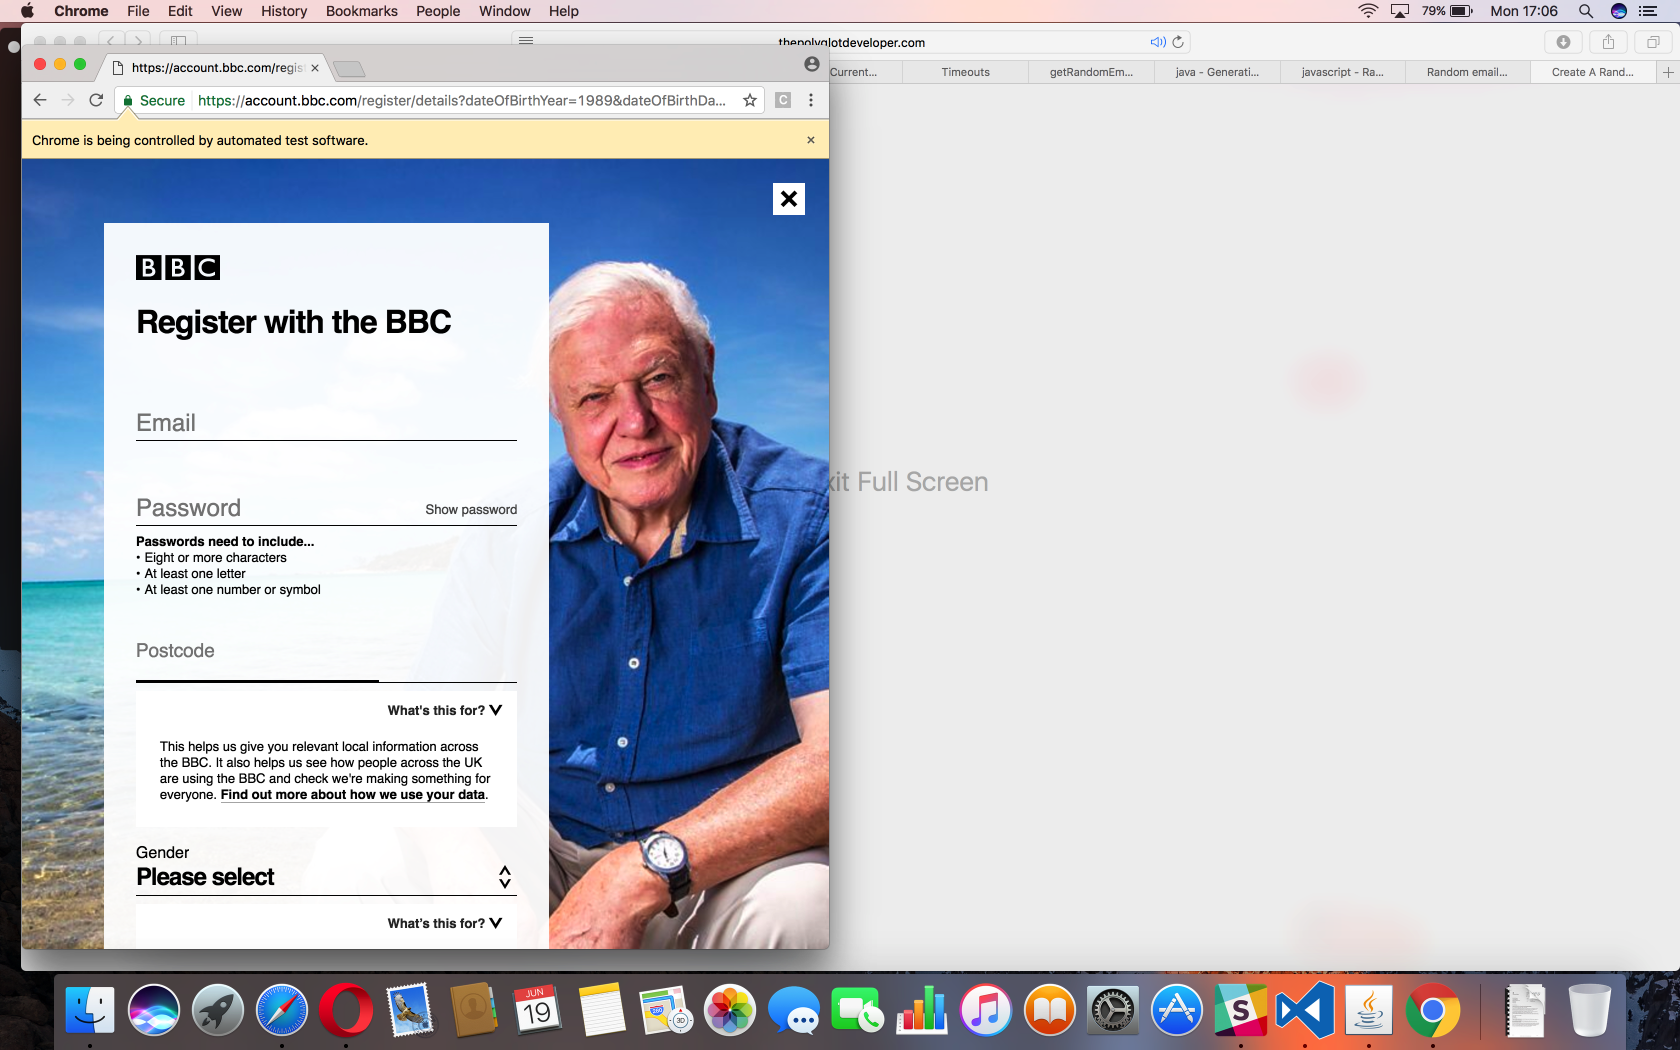 Chrome File Edit View History Bookmarks People Window Help
79% Mon 17:06
thepolyglotdeveloper.com
Current... Timeouts getRandomEm... java - Generati... javascript - Ra... Random email... Create A Rand...
https://account.bbc.com/regis
Secure https://account.bbc.com/register/details?dateOfBirthYear=1989&dateOfBirthDa...
C
Chrome is being controlled by automated test software.
BBC
Register with the BBC
Email
Password Show password
Passwords need to include...
• Eight or more characters
• At least one letter
• At least one number or symbol
Postcode
What's this for?
This helps us give you relevant local information across
the BBC. It also helps us see how people across the UK
are using the BBC and check we're making something for
everyone. Find out more about how we use your data.
Gender
Please select
What's this for?
xit Full Screen
JUN
19
280
3D
S